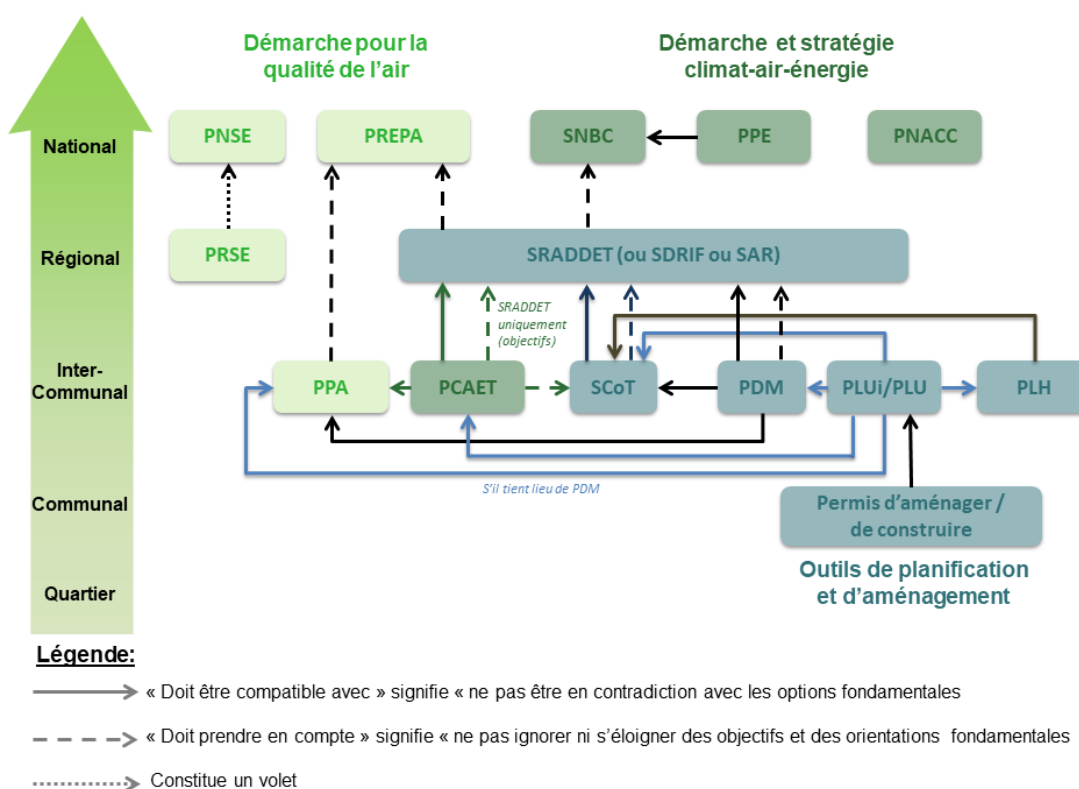 Démarche pour la
qualité de l'air
Démarche et stratégie
climat-air-énergie
National
PNSE
PREPA
SNBC
PPE
PNACC
Régional
PRSE
SRADDET (ou SDRIF ou SAR)
SRADDET
uniquement
(objectifs)
Inter-
Communal
PPA
PCAET
SCoT
PDM
PLUi/PLU
PLH
S'il tient lieu de PDM
Communal
Permis d'aménager /
de construire
Quartier
Outils de planification
et d'aménagement
Légende:
« Doit être compatible avec » signifie « ne pas être en contradiction avec les options fondamentales
« Doit prendre en compte » signifie « ne pas ignorer ni s'éloigner des objectifs et des orientations fondamentales
Constitue un volet